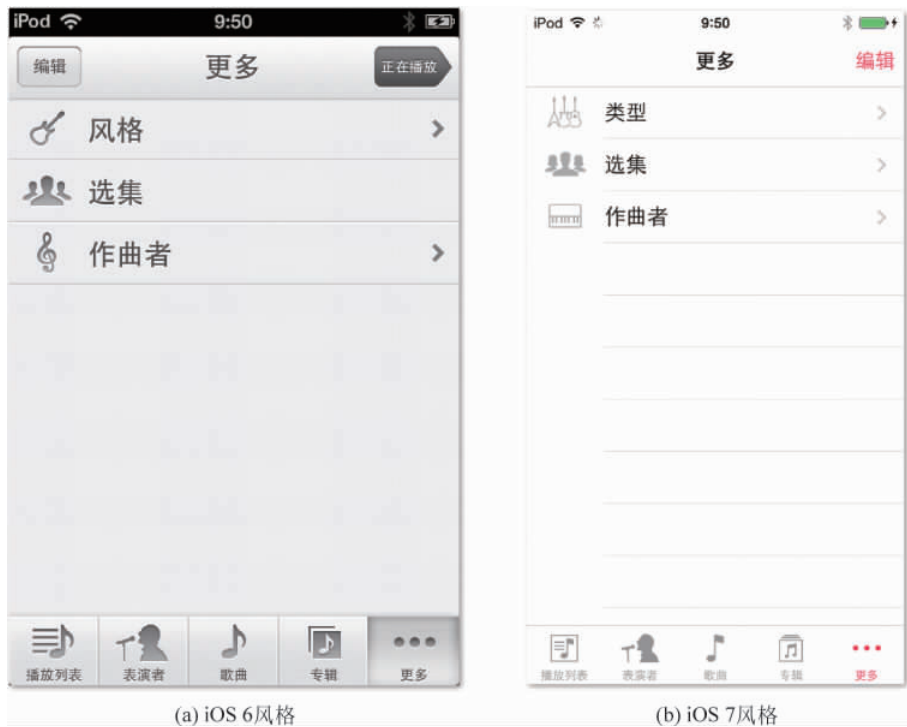 iPod 9:50
编辑 更多 正在播放
风格
选集
作曲者
播放列表 表演者 歌曲 专辑 更多
(a) iOS 6风格
iPod 9:50
更多 编辑
类型
选集
作曲者
播放列表 表演者 歌曲 专辑 更多
(b) iOS 7风格